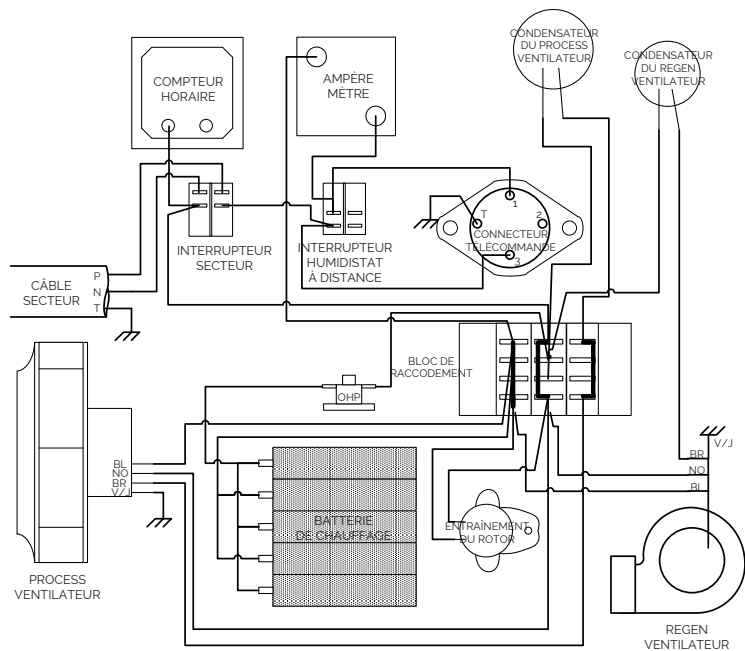 CONDENSATEUR
DU PROCESS
VENTILATEUR
CONDENSATEUR
DU REGEN
VENTILATEUR
COMPTEUR
HORAIRE
AMPÈRE
MÈTRE
1
T
2
CONNECTEUR
TÉLÉCOMMANDE
3
INTERRUPTEUR
SECTEUR
INTERRUPTEUR
HUMIDISTAT
À DISTANCE
CÂBLE
SECTEUR
P
N
T
BLOC DE
RACCODEMENT
OHP
V/J
BR
NO
BL
BL
NO
BR
V/J
BATTERIE
DE CHAUFFAGE
ENTRAÎNEMENT
DU ROTOR
PROCESS
VENTILATEUR
REGEN
VENTILATEUR